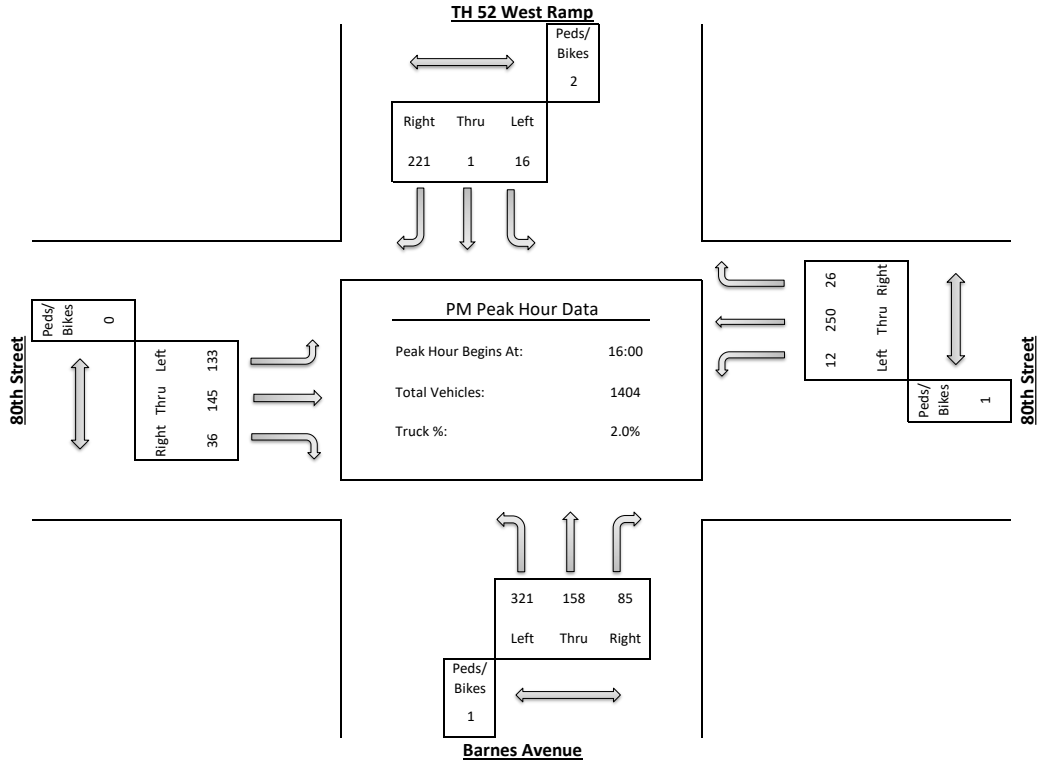 TH 52 West Ramp
Peds/
Bikes
2
Right Thru Left
221 1 16
80th Street
Peds/
Bikes
0
Left 133
Thru 145
Right 36
PM Peak Hour Data
Peak Hour Begins At: 16:00
Total Vehicles: 1404
Truck %: 2.0%
26 Right
250 Thru
12 Left
Peds/
Bikes
1
80th Street
321 158 85
Left Thru Right
Peds/
Bikes
1
Barnes Avenue